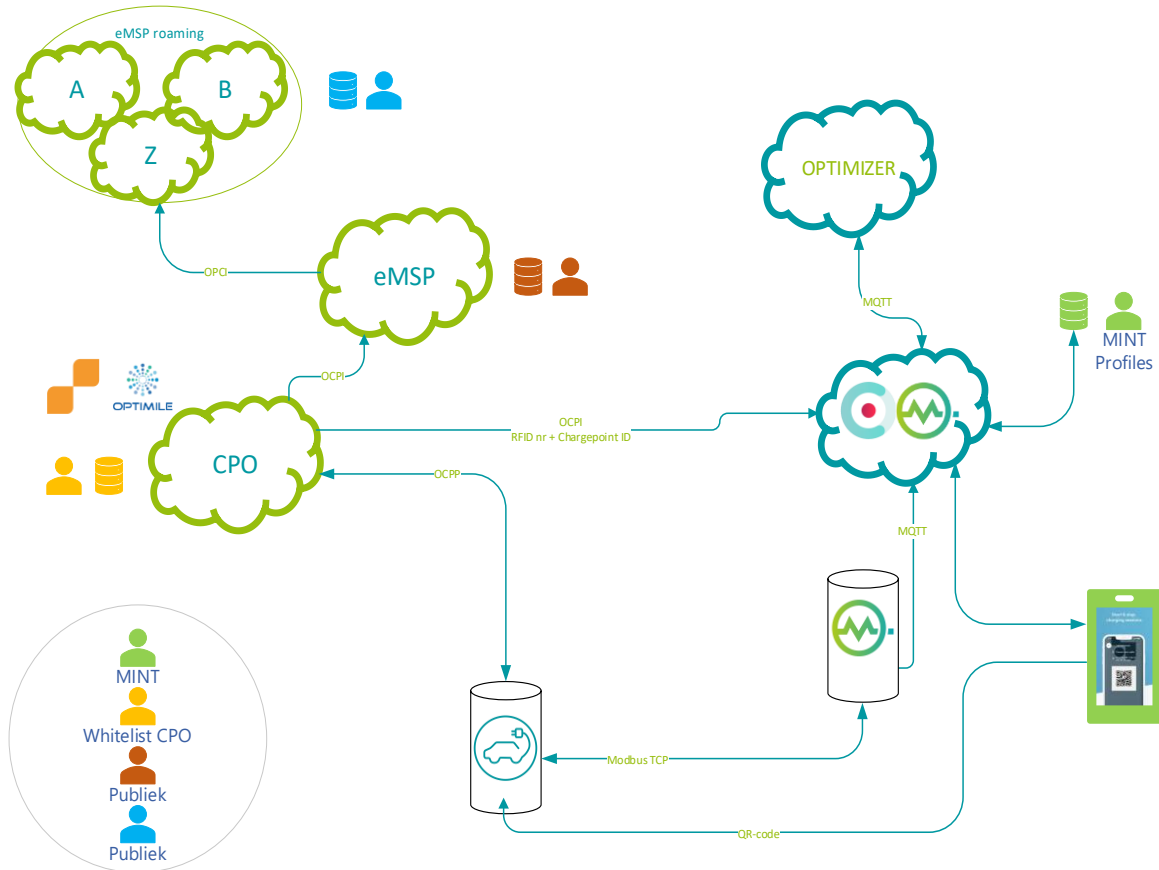 eMSP roaming
A
B
Z
OPTIMIZER
eMSP
OPCI
MQTT
MINT
Profiles
OCPI
OPTIMILE
OCPI
RFID nr + Chargepoint ID
CPO
OCPP
MQTT
MINT
Whitelist CPO
Modbus TCP
Publiek
QR-code
Publiek